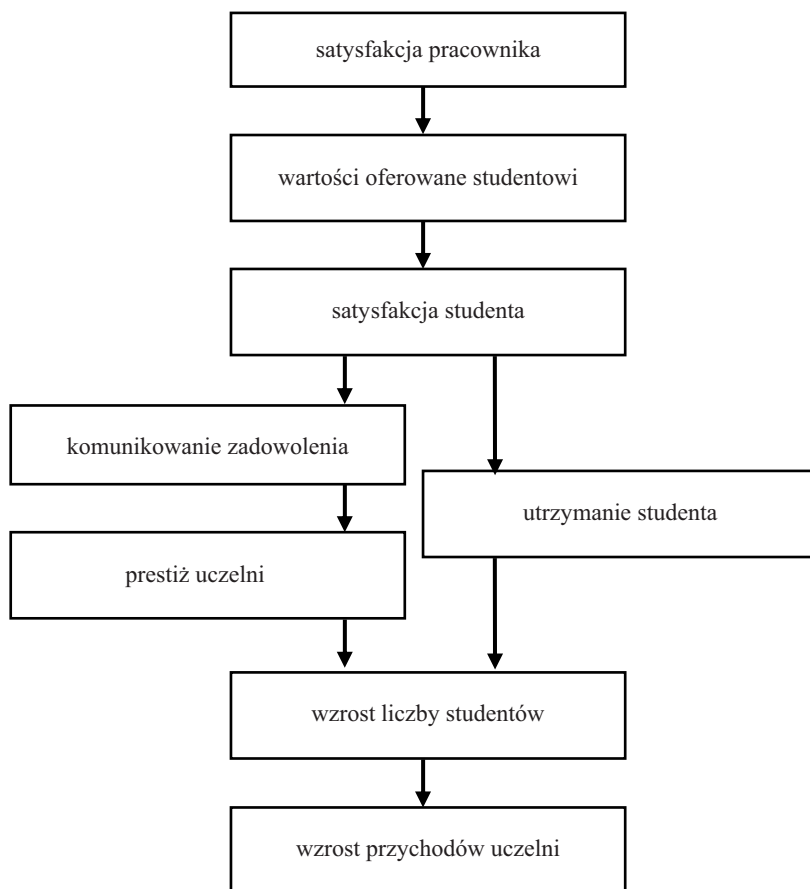 satysfakcja pracownika
wartości oferowane studentowi
satysfakcja studenta
komunikowanie zadowolenia
utrzymanie studenta
prestiż uczelni
wzrost liczby studentów
wzrost przychodów uczelni